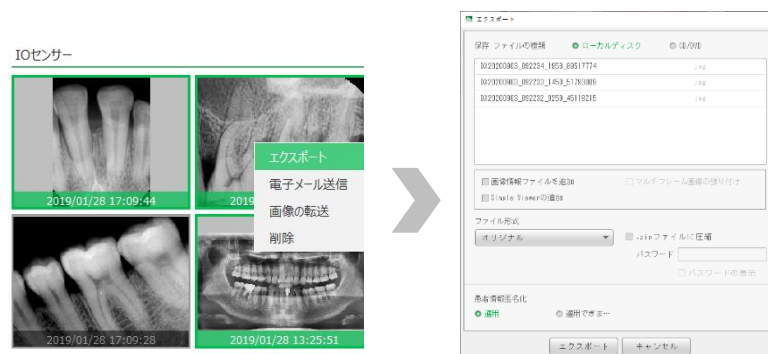 IOセンサー
2019/01/28 17:09:44
2019
エクスポート
電子メール送信
画像の転送
削除
2019/01/28 17:09:28
2019/01/28 13:25:51
エクスポート
保存 ファイルの種類
ローカルディスク
CD/DVD
画像情報ファイルを追加
マルチフレーム画像の張り付け
Simple Viewerの追加
ファイル形式
オリジナル
.zipファイルに圧縮
パスワード
パスワードの表示
患者情報匿名化
適用
適用できま…
エクスポート
キャンセル